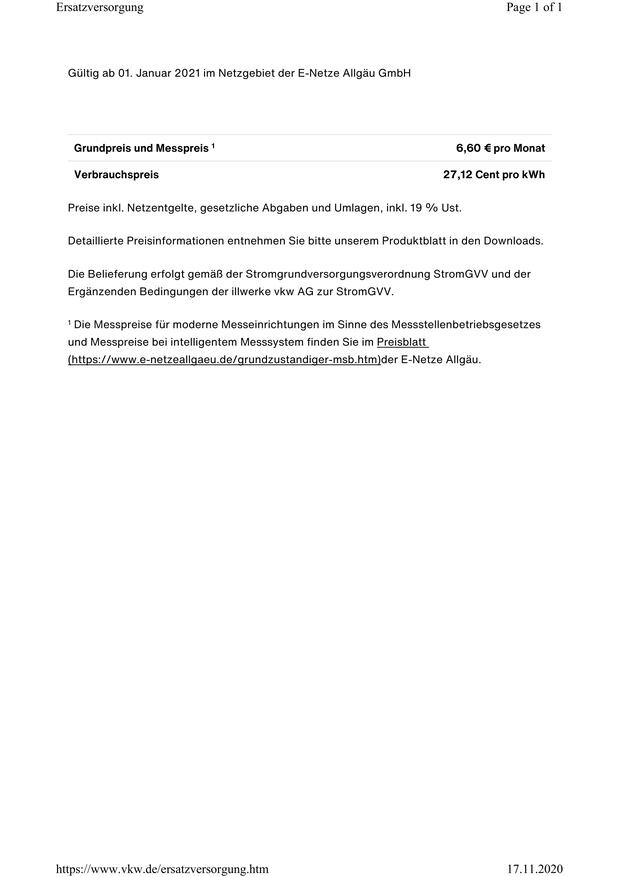 Ersatzversorgung Page 1 of 1
Gültig ab 01. Januar 2021 im Netzgebiet der E-Netze Allgäu GmbH
Grundpreis und Messpreis ¹ 6,60 € pro Monat
Verbrauchspreis 27,12 Cent pro kWh
Preise inkl. Netzentgelte, gesetzliche Abgaben und Umlagen, inkl. 19 % Ust.
Detaillierte Preisinformationen entnehmen Sie bitte unserem Produktblatt in den Downloads.
Die Belieferung erfolgt gemäß der Stromgrundversorgungsverordnung StromGVV und der
Ergänzenden Bedingungen der illwerke vkw AG zur StromGVV.
¹ Die Messpreise für moderne Messeinrichtungen im Sinne des Messstellenbetriebsgesetzes
und Messpreise bei intelligentem Messsystem finden Sie im Preisblatt
(https://www.e-netzeallgaeu.de/grundzustandiger-msb.htm)der E-Netze Allgäu.
https://www.vkw.de/ersatzversorgung.htm 17.11.2020